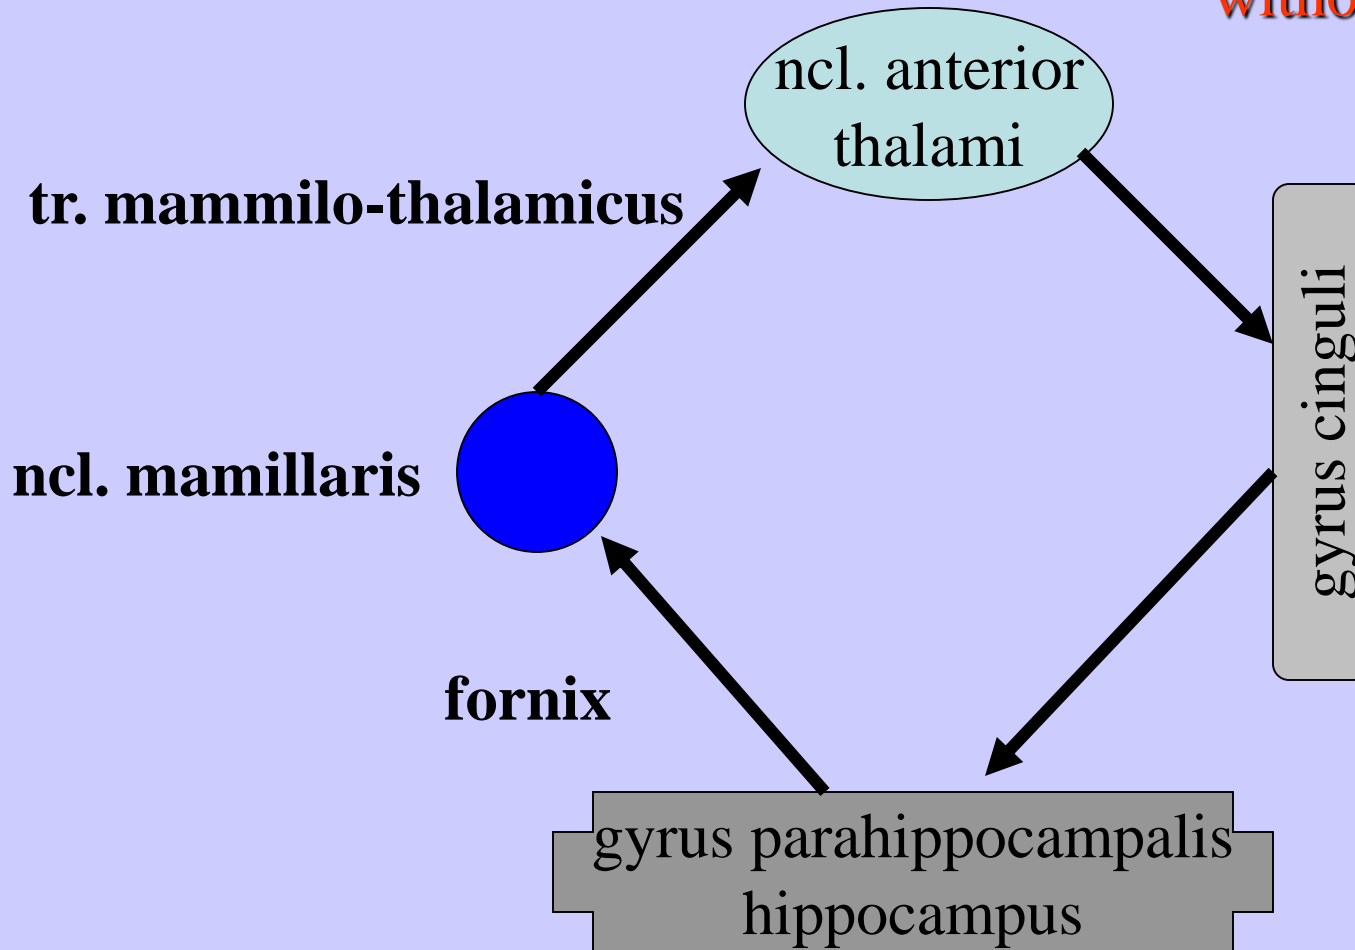 ncl. anterior
thalami
tr. mammilo-thalamicus
gyrus cinguli
ncl. mamillaris
fornix
gyrus parahippocampalis
hippocampus